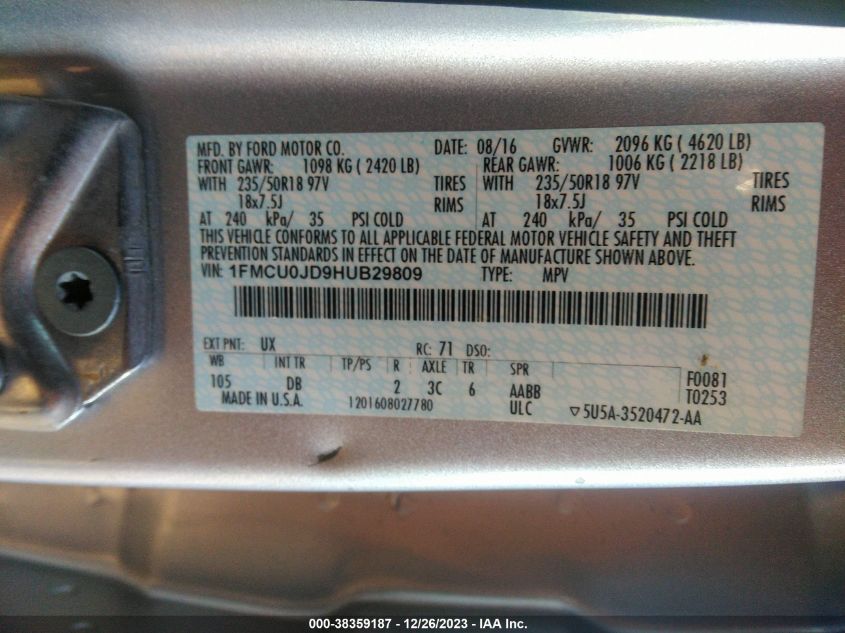 MFD. BY FORD MOTOR CO. DATE: 08/16 GVWR: 2096 KG ( 4620 LB)
FRONT GAWR: 1098 KG ( 2420 LB) REAR GAWR: 1006 KG ( 2218 LB)
WITH 235/50R18 97V TIRES WITH 235/50R18 97V TIRES
18x7.5J RIMS 18x7.5J RIMS
AT 240 kPa/ 35 PSI COLD AT 240 kPa/ 35 PSI COLD
THIS VEHICLE CONFORMS TO ALL APPLICABLE FEDERAL MOTOR VEHICLE SAFETY AND THEFT
PREVENTION STANDARDS IN EFFECT ON THE DATE OF MANUFACTURE SHOWN ABOVE.
VIN: 1FMCU0JD9HUB29809 TYPE: MPV
EXT PNT: UX RC: 71 DSO:
WB INT TR TP/PS R AXLE TR SPR
105 DB 2 3C 6 AABB F0081
MADE IN U.S.A. 1201608027780 ULC T0253
▽5U5A-3520472-AA
000-38359187 - 12/26/2023 - IAA Inc.